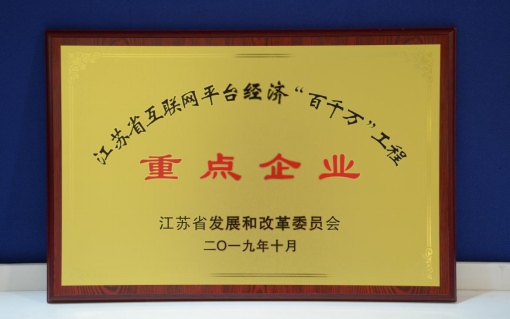 江苏省互联网平台经济“百千万”工程
重点企业
江苏省发展和改革委员会
二〇一九年十月